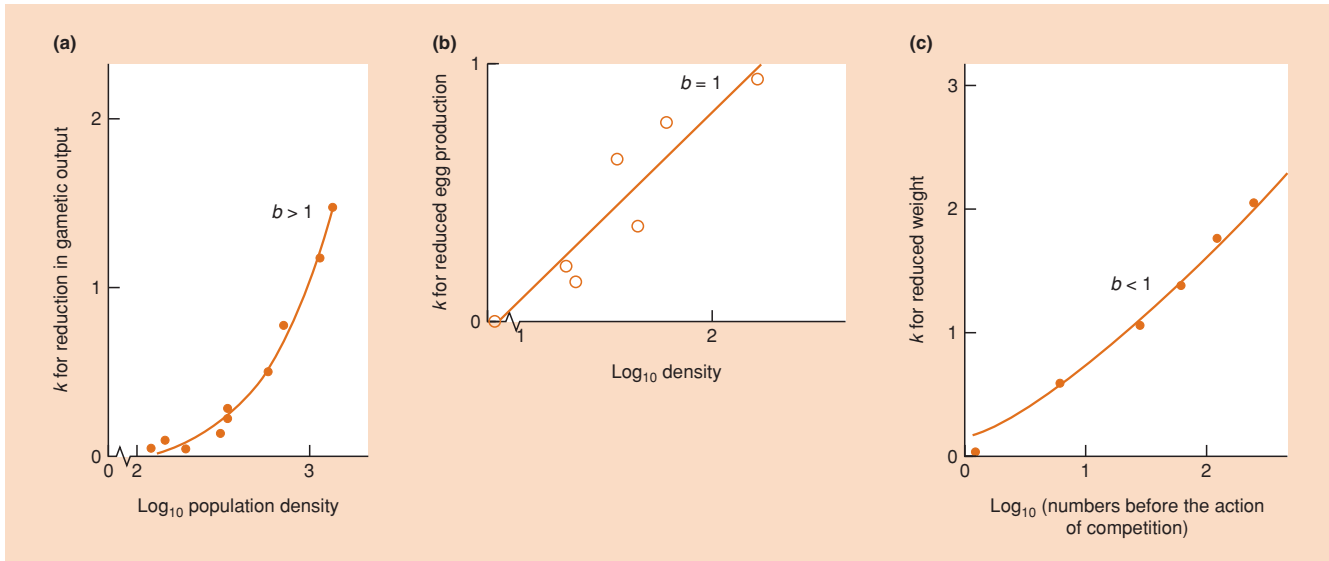 (a)
k for reduction in gametic output
2
1
0
b > 1
0 2 3
Log10 population density
(b)
k for reduced egg production
1
0
b = 1
1 2
Log10 density
(c)
k for reduced weight
3
2
1
0
b < 1
0 1 2
Log10 (numbers before the action
of competition)